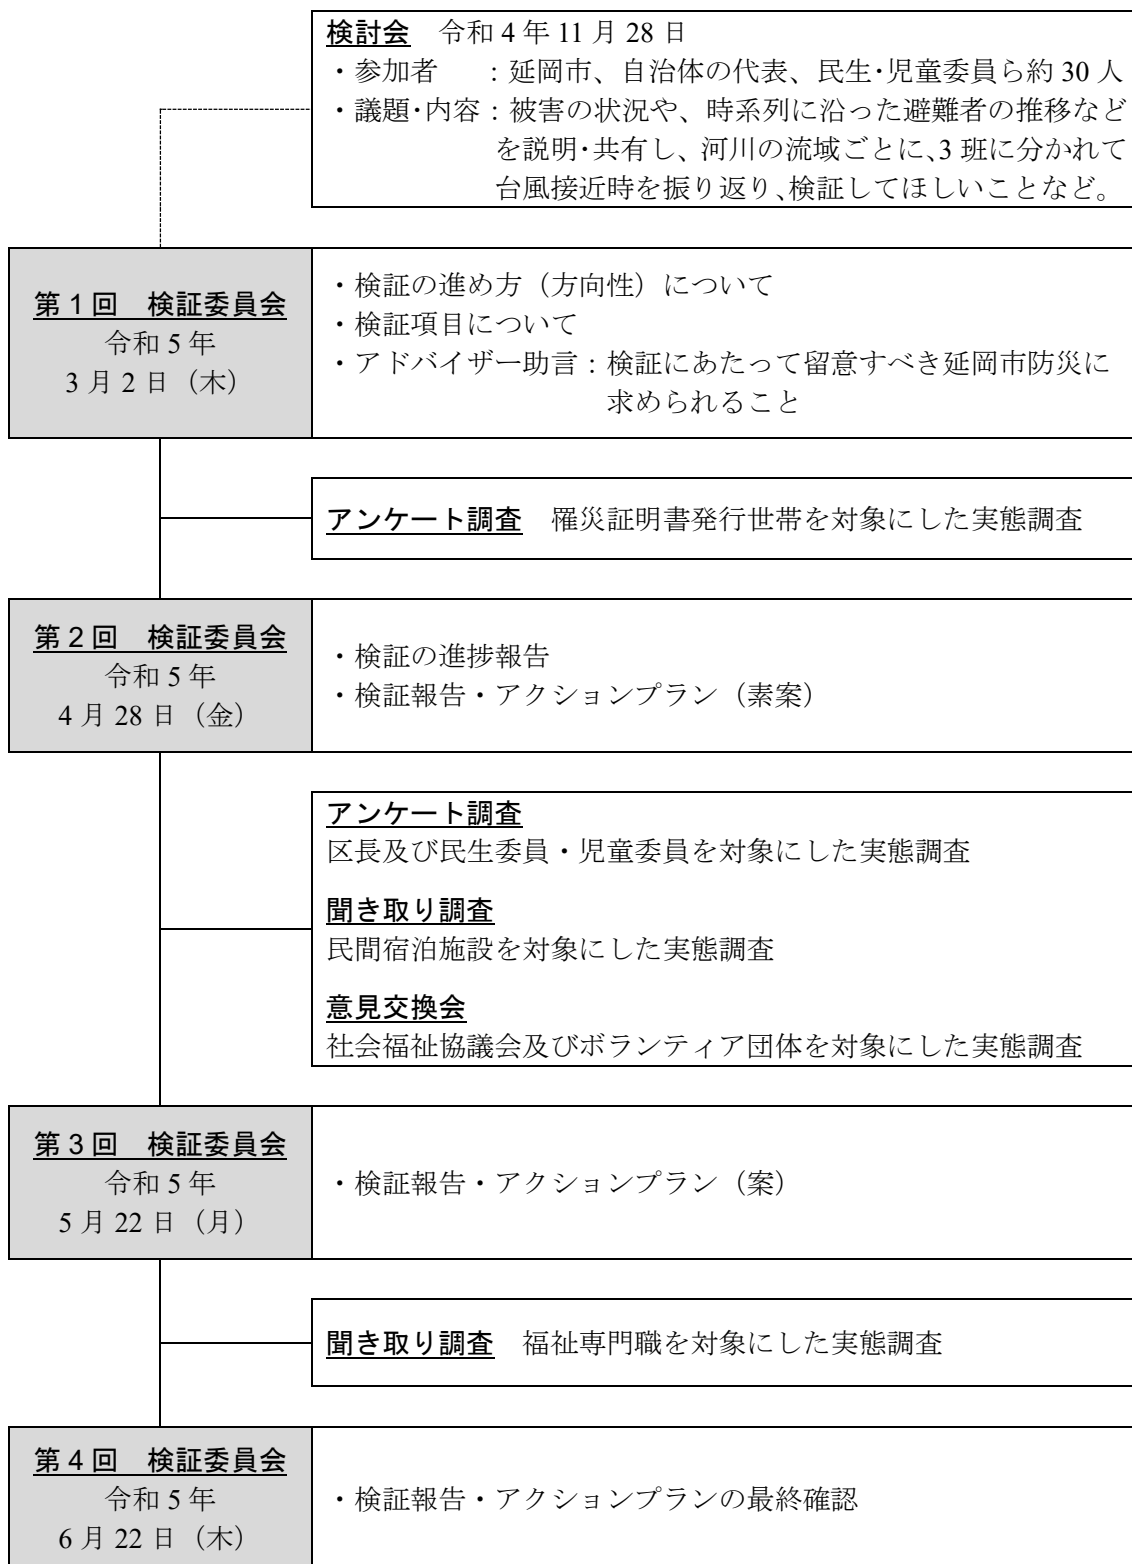 検討会　令和 4 年 11 月 28 日
・参加者　　：延岡市、自治体の代表、民生･児童委員ら約 30 人
・議題･内容：被害の状況や、時系列に沿った避難者の推移など
を説明･共有し、河川の流域ごとに、3 班に分かれて
台風接近時を振り返り、検証してほしいことなど。
第１回　検証委員会
令和 5 年
3 月 2 日（木）
・検証の進め方（方向性）について
・検証項目について
・アドバイザー助言：検証にあたって留意すべき延岡市防災に
求められること
アンケート調査　罹災証明書発行世帯を対象にした実態調査
第２回　検証委員会
令和 5 年
4 月 28 日（金）
・検証の進捗報告
・検証報告・アクションプラン（素案）
アンケート調査
区長及び民生委員・児童委員を対象にした実態調査
聞き取り調査
民間宿泊施設を対象にした実態調査
意見交換会
社会福祉協議会及びボランティア団体を対象にした実態調査
第３回　検証委員会
令和 5 年
5 月 22 日（月）
・検証報告・アクションプラン（案）
聞き取り調査　福祉専門職を対象にした実態調査
第４回　検証委員会
令和 5 年
6 月 22 日（木）
・検証報告・アクションプランの最終確認